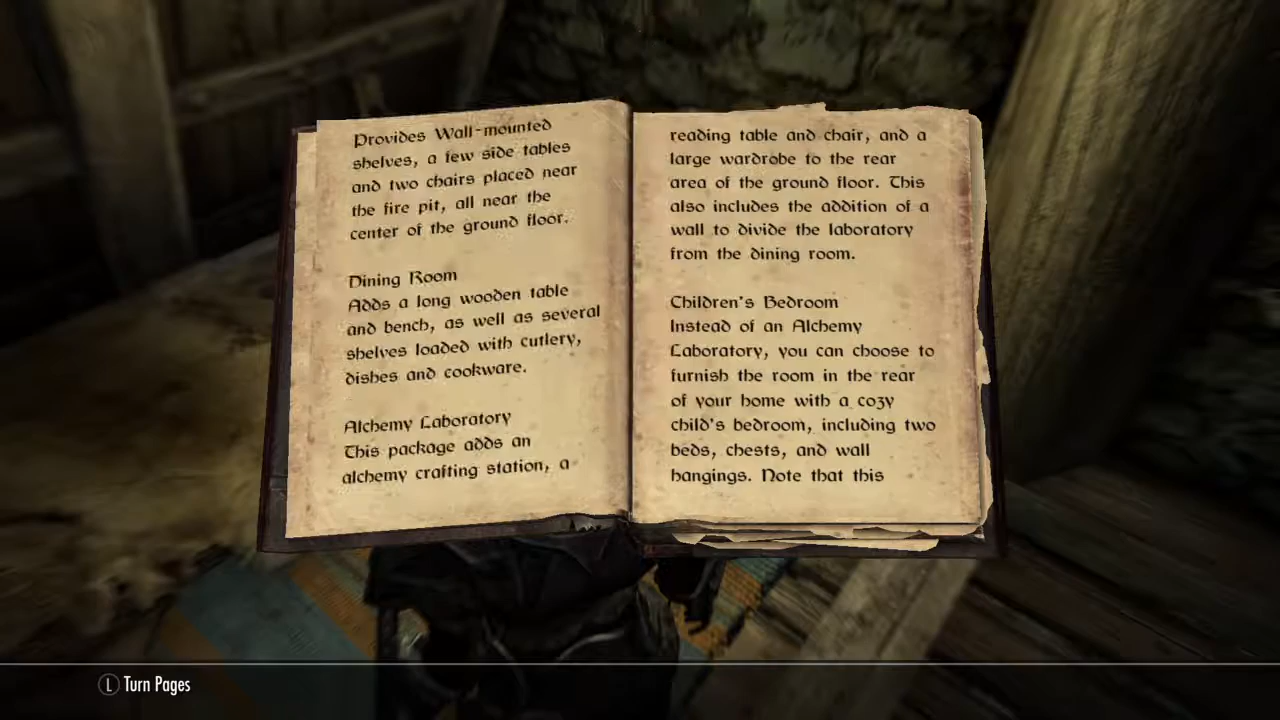 Provides Wall-mounted
shelves, a few side tables
and two chairs placed near
the fire pit, all near the
center of the ground floor.
Dining Room
Adds a long wooden table
and bench, as well as several
shelves loaded with cutlery,
dishes and cookware.
Alchemy Laboratory
This package adds an
alchemy crafting station, a
reading table and chair, and a
large wardrobe to the rear
area of the ground floor. This
also includes the addition of a
wall to divide the laboratory
from the dining room.
Children's Bedroom
Instead of an Alchemy
Laboratory, you can choose to
furnish the room in the rear
of your home with a cozy
child's bedroom, including two
beds, chests, and wall
hangings. Note that this
L Turn Pages